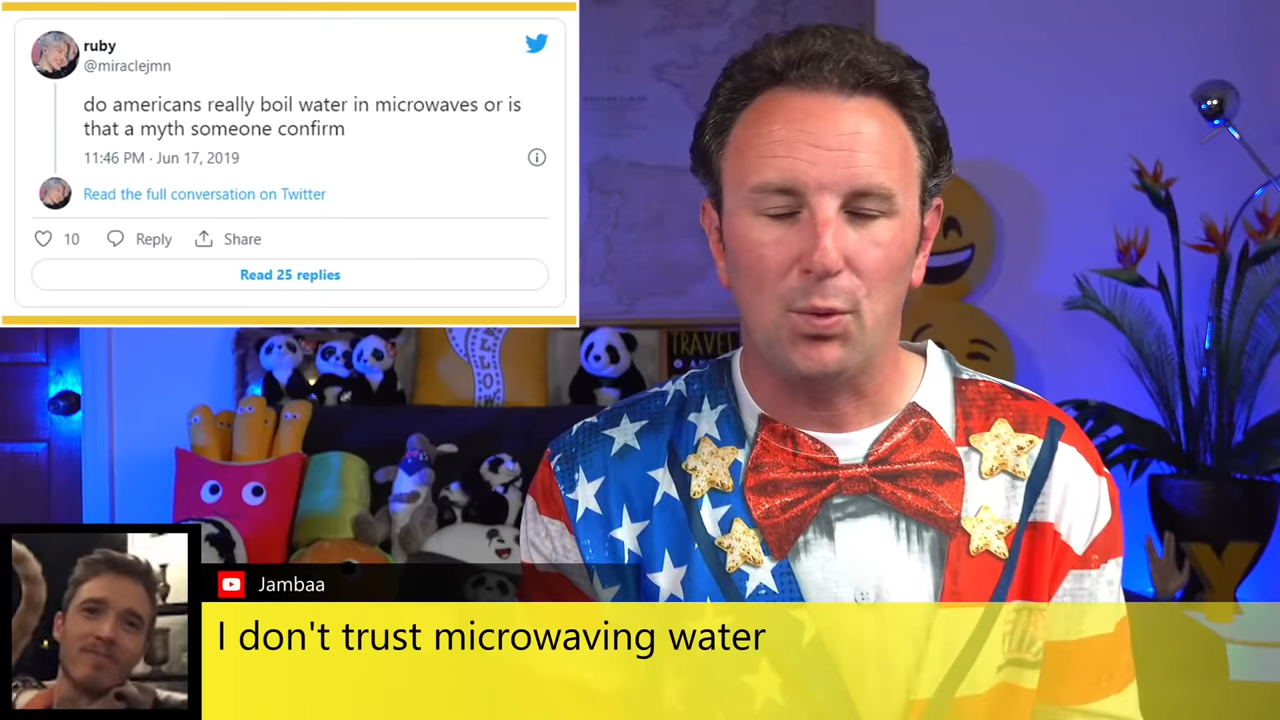 ruby
@miraclejmn
do americans really boil water in microwaves or is
that a myth someone confirm
11:46 PM · Jun 17, 2019
Read the full conversation on Twitter
10 Reply Share
Read 25 replies
TRAVEL
Jambaa
I don't trust microwaving water